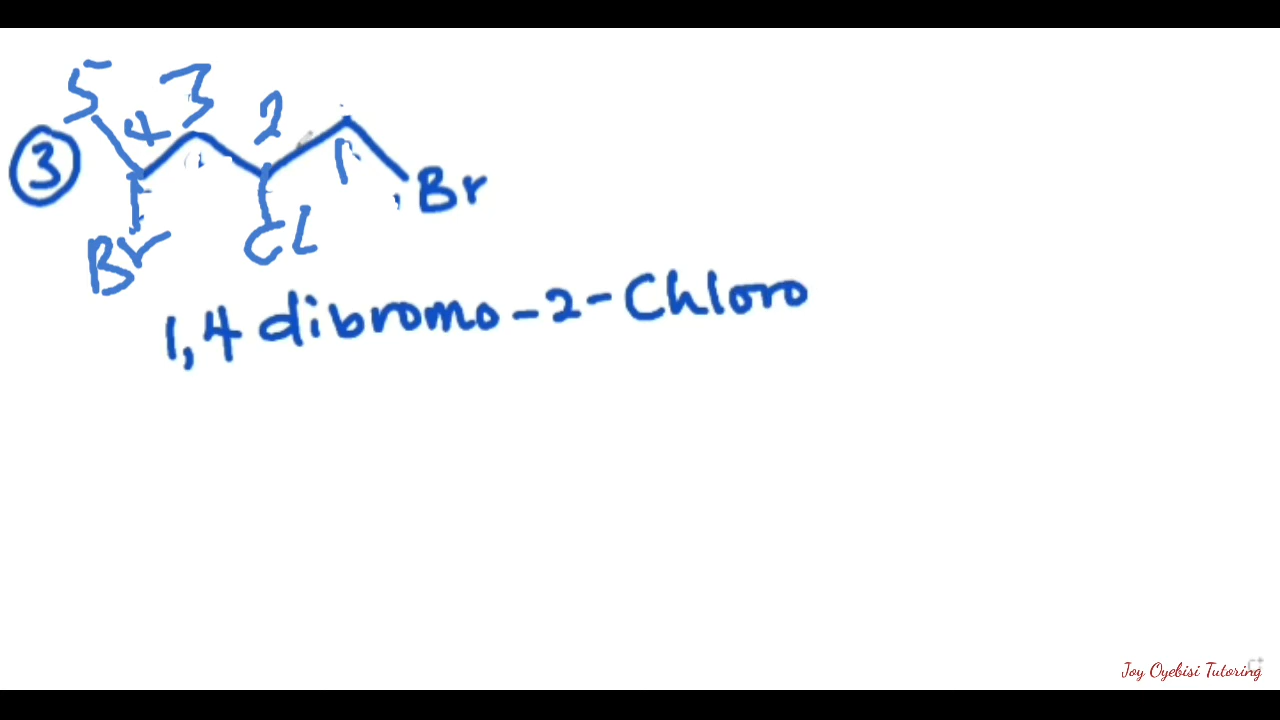 5 4 3 2 1
3
Br Cl Br
1,4 dibromo-2-Chloro
Joy Oyebisi Tutoring